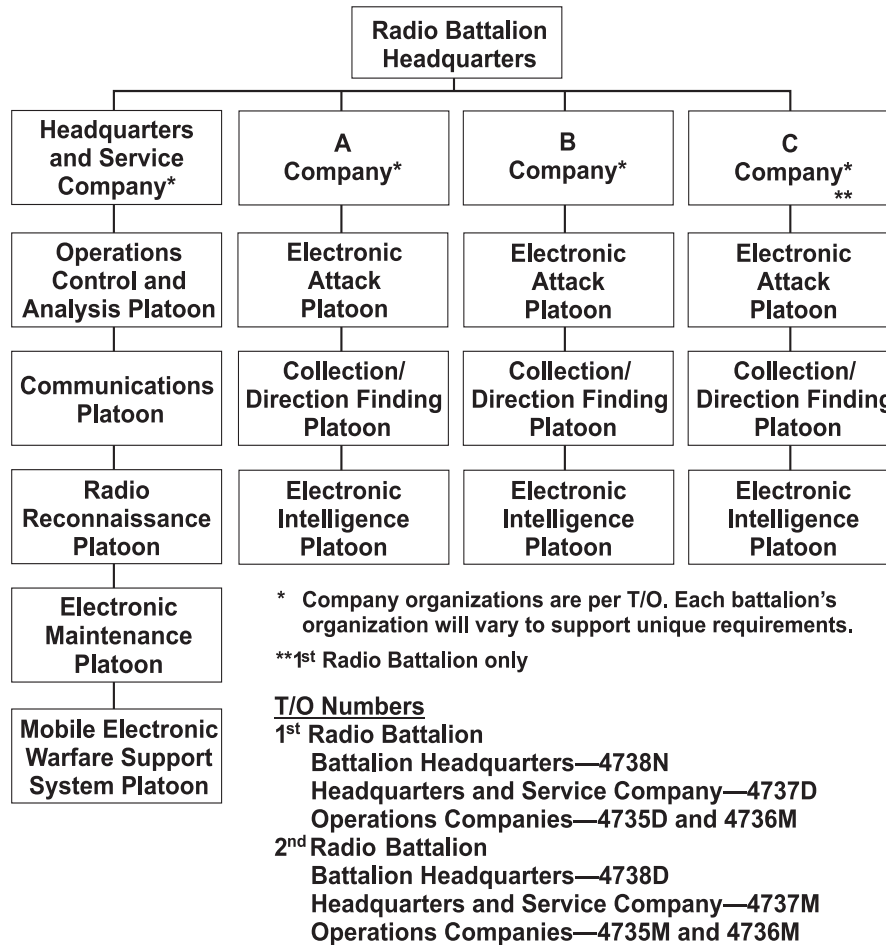 Radio Battalion
Headquarters
Headquarters
and Service
Company*
A
Company*
B
Company*
C
Company*
**
Operations
Control and
Analysis Platoon
Electronic
Attack
Platoon
Electronic
Attack
Platoon
Electronic
Attack
Platoon
Communications
Platoon
Collection/
Direction Finding
Platoon
Collection/
Direction Finding
Platoon
Collection/
Direction Finding
Platoon
Radio
Reconnaissance
Platoon
Electronic
Intelligence
Platoon
Electronic
Intelligence
Platoon
Electronic
Intelligence
Platoon
Electronic
Maintenance
Platoon
Mobile Electronic
Warfare Support
System Platoon
* Company organizations are per T/O. Each battalion’s
organization will vary to support unique requirements.
**1st Radio Battalion only
T/O Numbers
1st Radio Battalion
Battalion Headquarters—4738N
Headquarters and Service Company—4737D
Operations Companies—4735D and 4736M
2nd Radio Battalion
Battalion Headquarters—4738D
Headquarters and Service Company—4737M
Operations Companies—4735M and 4736M